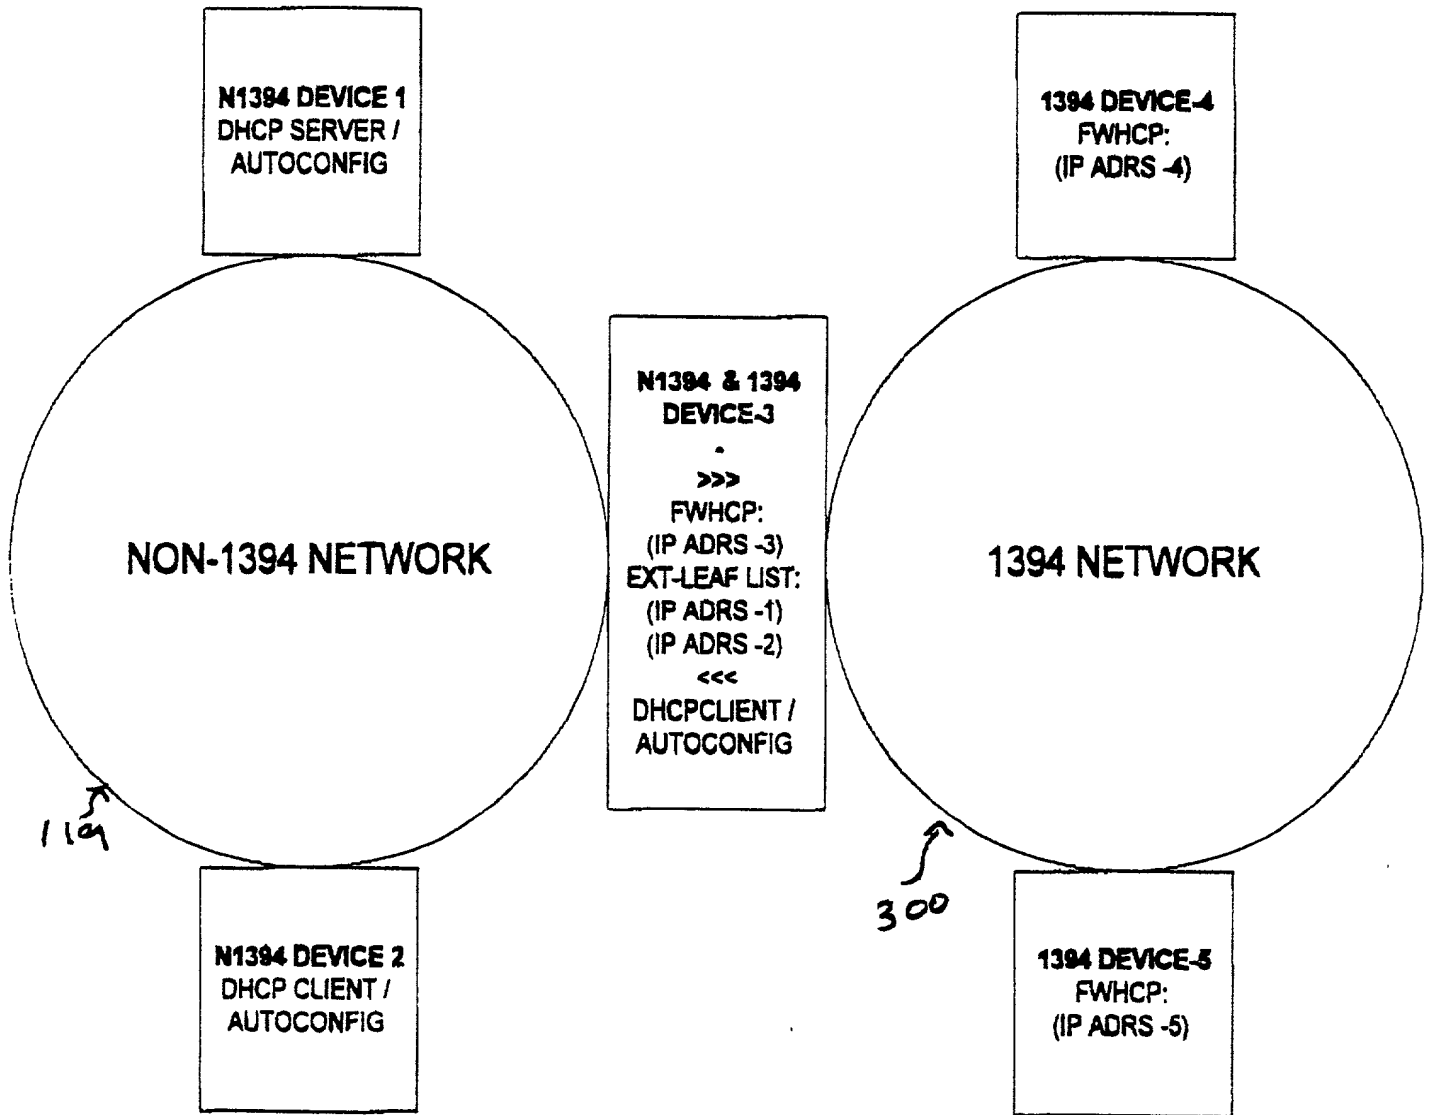 N1394 DEVICE 1
DHCP SERVER /
AUTOCONFIG
1394 DEVICE-4
FWHCP:
(IP ADRS -4)
NON-1394 NETWORK
N1394 & 1394
DEVICE-3
>>>
FWHCP:
(IP ADRS -3)
EXT-LEAF LIST:
(IP ADRS -1)
(IP ADRS -2)
<<<
DHCPCLIENT /
AUTOCONFIG
1394 NETWORK
119
300
N1394 DEVICE 2
DHCP CLIENT /
AUTOCONFIG
1394 DEVICE-5
FWHCP:
(IP ADRS -5)